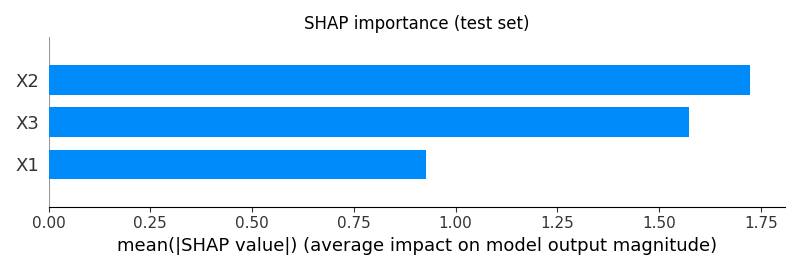 SHAP importance (test set)
X2
X3
X1
0.00 0.25 0.50 0.75 1.00 1.25 1.50 1.75
mean(|SHAP value|) (average impact on model output magnitude)